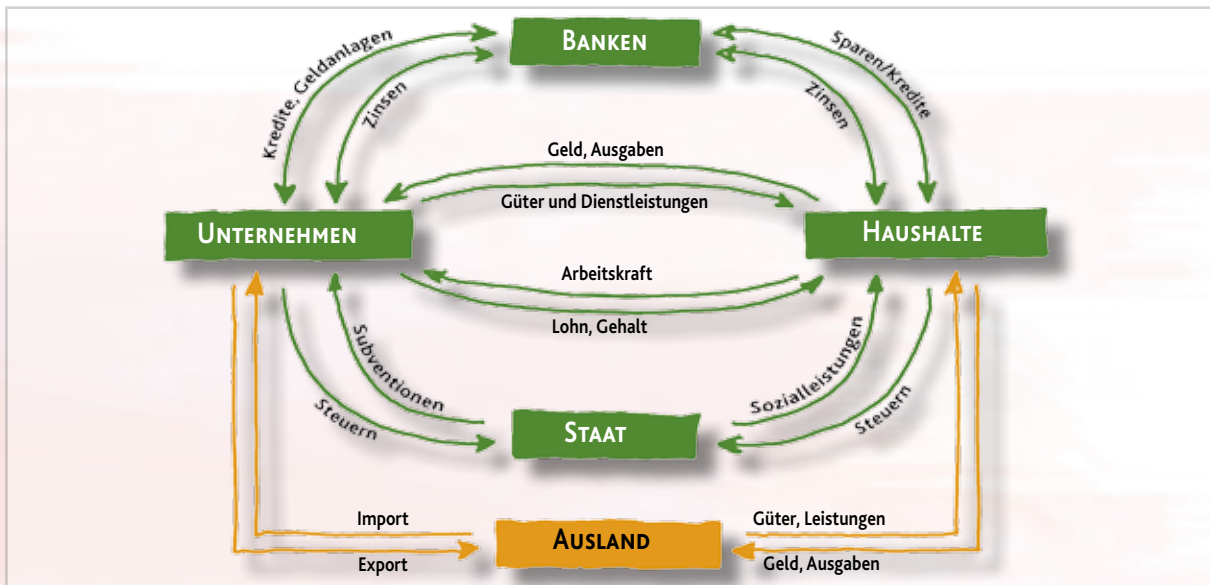 BANKEN
Kredite, Geldanlagen
Zinsen
Zinsen
Sparen/Kredite
Geld, Ausgaben
Güter und Dienstleistungen
UNTERNEHMEN
HAUSHALTE
Arbeitskraft
Lohn, Gehalt
Subventionen
Steuern
Sozialleistungen
Steuern
STAAT
Import
Export
AUSLAND
Güter, Leistungen
Geld, Ausgaben